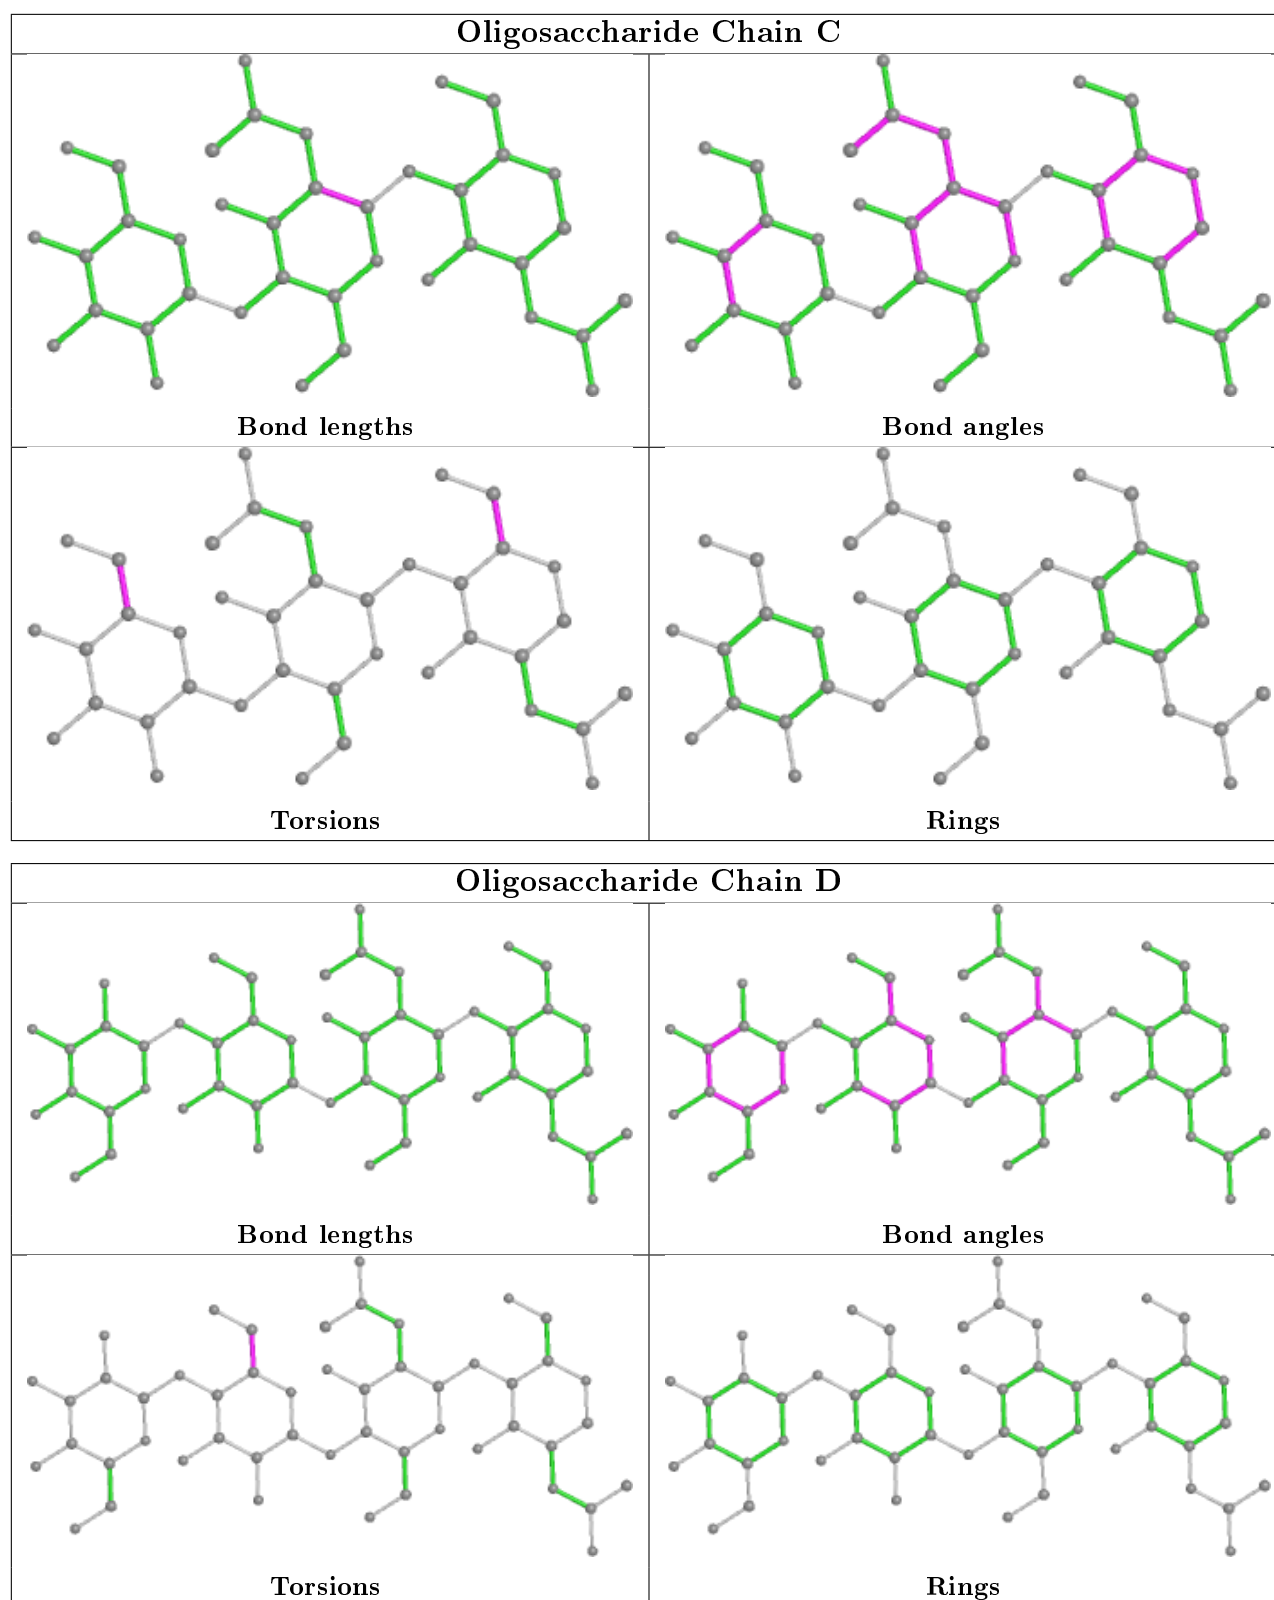 Oligosaccharide Chain C
Bond lengths
Bond angles
Torsions
Rings
Oligosaccharide Chain D
Bond lengths
Bond angles
Torsions
Rings